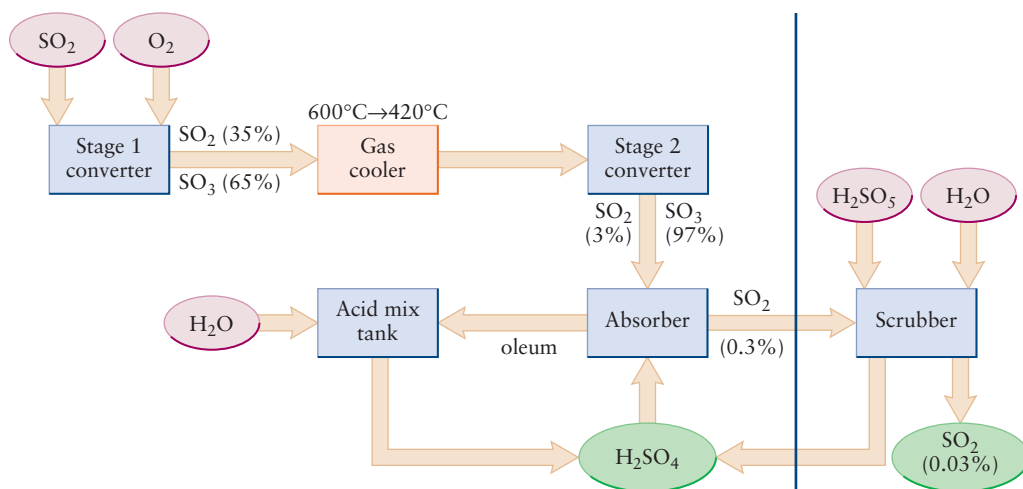 SO₂
O₂
600°C→420°C
Stage 1
converter
SO₂ (35%)
SO₃ (65%)
Gas
cooler
Stage 2
converter
SO₂
(3%)
SO₃
(97%)
H₂SO₅
H₂O
H₂O
Acid mix
tank
oleum
Absorber
SO₂
(0.3%)
Scrubber
H₂SO₄
SO₂
(0.03%)